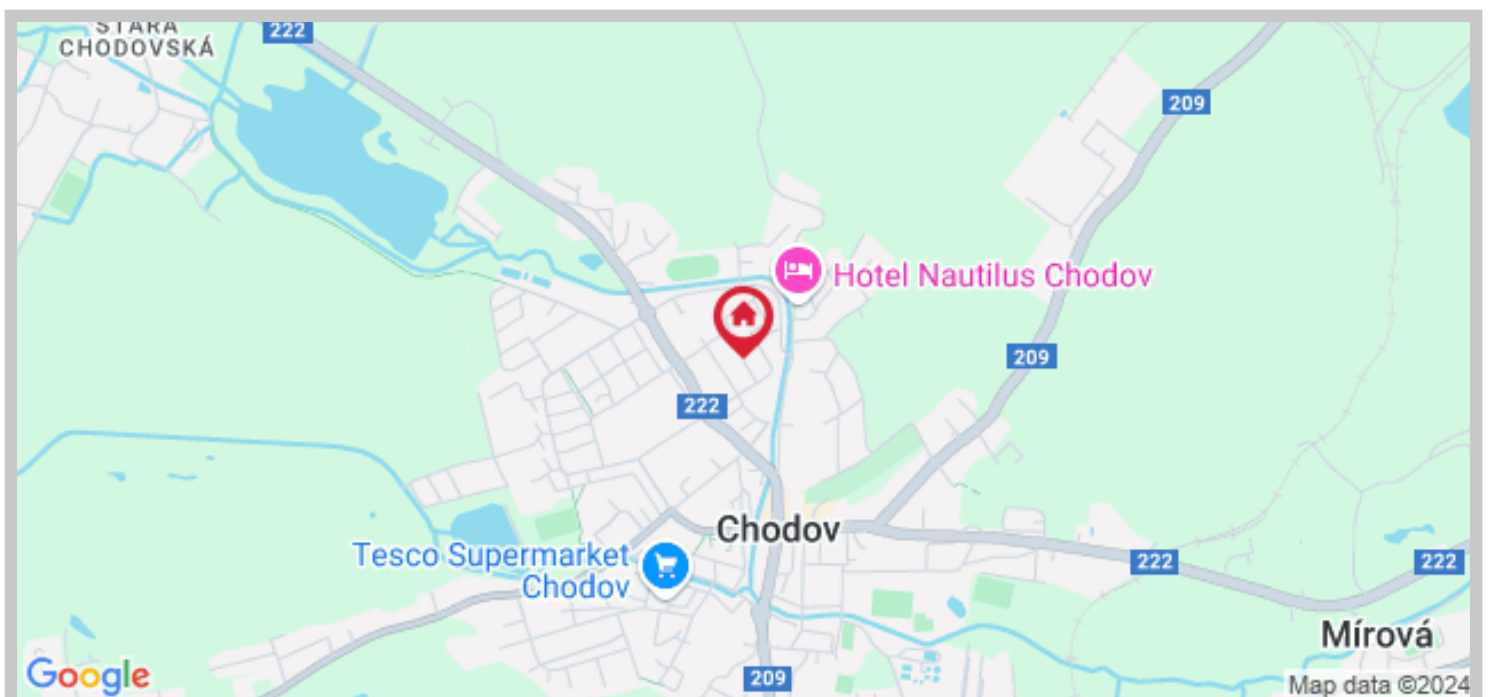 STARÁ
CHODOVSKÁ
222
209
Hotel Nautilus Chodov
209
222
Chodov
Tesco Supermarket
Chodov
222
222
Mírová
209
Google
Map data ©2024